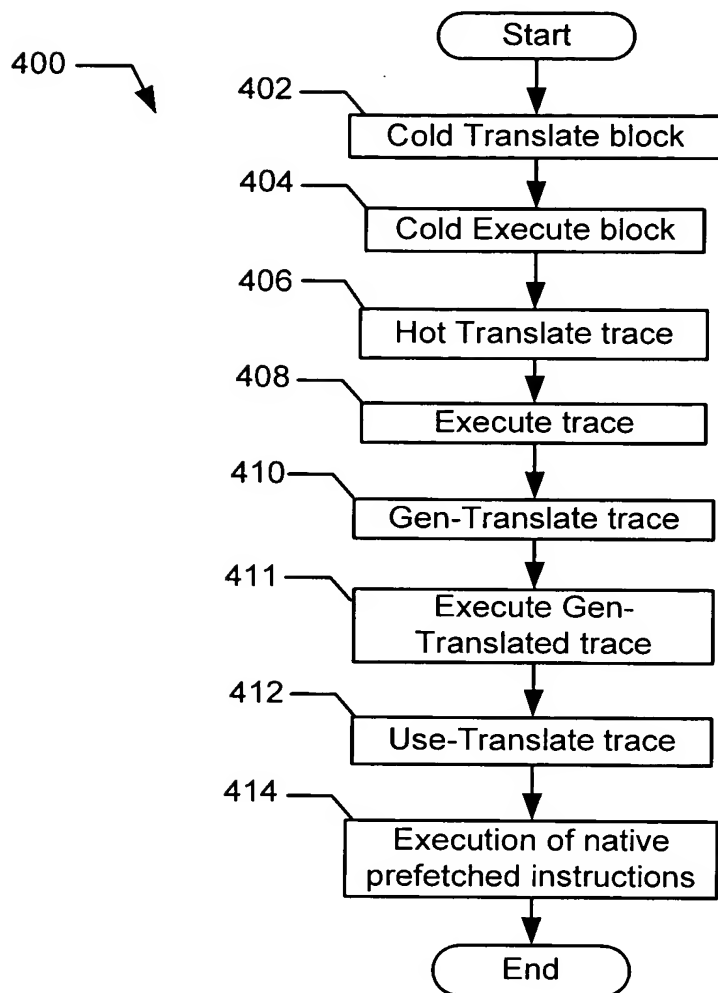 Start
400
402
Cold Translate block
404
Cold Execute block
406
Hot Translate trace
408
Execute trace
410
Gen-Translate trace
411
Execute Gen-
Translated trace
412
Use-Translate trace
414
Execution of native
prefetched instructions
End